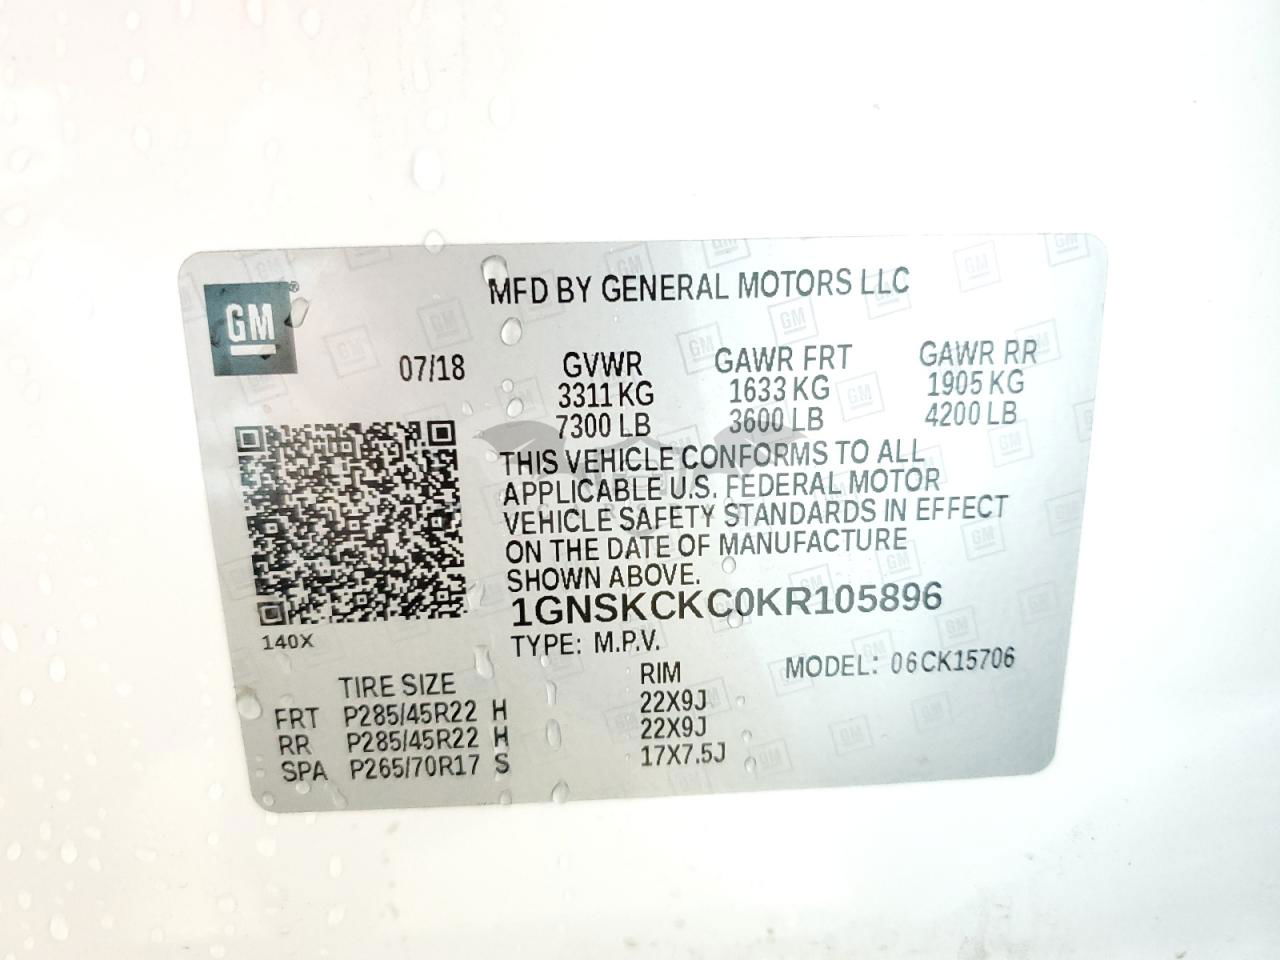 GM
MFD BY GENERAL MOTORS LLC
07/18 GVWR GAWR FRT GAWR RR
3311 KG 1633 KG 1905 KG
7300 LB 3600 LB 4200 LB
THIS VEHICLE CONFORMS TO ALL
APPLICABLE U.S. FEDERAL MOTOR
VEHICLE SAFETY STANDARDS IN EFFECT
ON THE DATE OF MANUFACTURE
SHOWN ABOVE.
1GNSKCKC0KR105896
140X
TYPE: M.P.V.
MODEL: 06CK15706
TIRE SIZE RIM
FRT P285/45R22 H 22X9J
RR P285/45R22 H 22X9J
SPA P265/70R17 S 17X7.5J